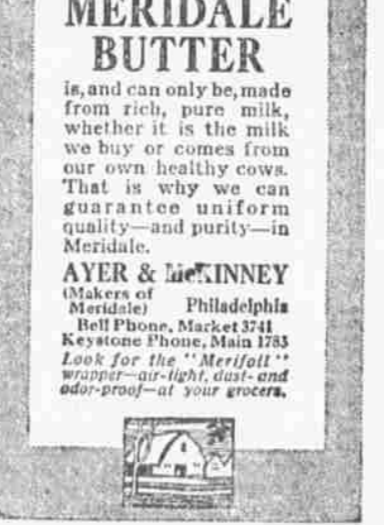 MERIDALE
BUTTER
is, and can only be, made
from rich, pure milk,
whether it is the milk
we buy or comes from
our own healthy cows.
That is why we can
guarantee uniform
quality—and purity—in
Meridale.
AYER & McKINNEY
(Makers of
Meridale) Philadelphia
Bell Phone, Market 3741
Keystone Phone, Main 1783
Look for the "Merifoil"
wrapper—air-tight, dust- and
odor-proof—at your grocers.